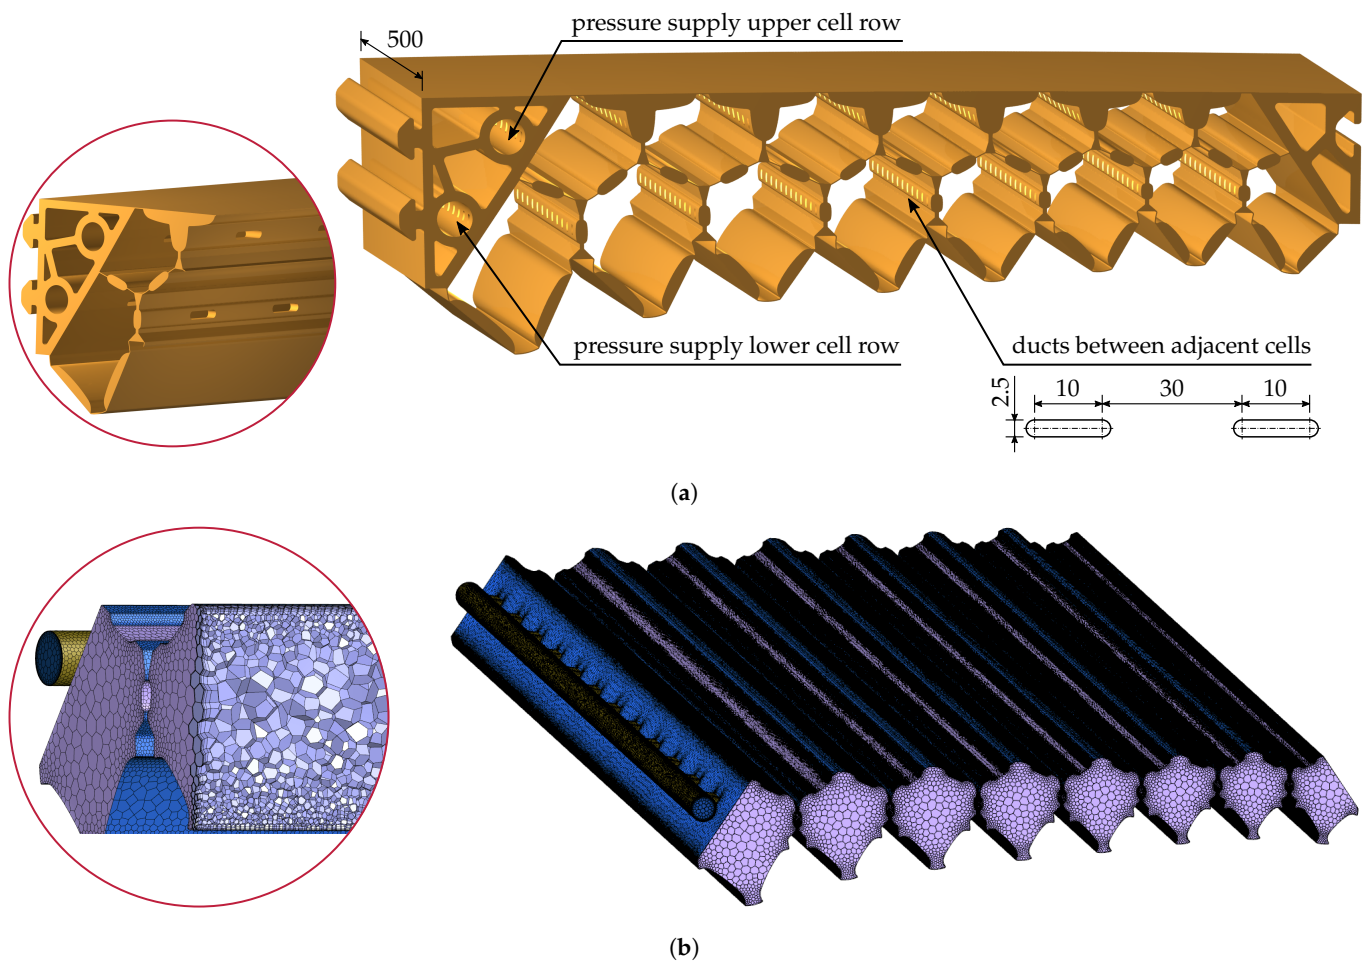 pressure supply upper cell row
500
pressure supply lower cell row
ducts between adjacent cells
2.5
10
30
10
(a)
(b)